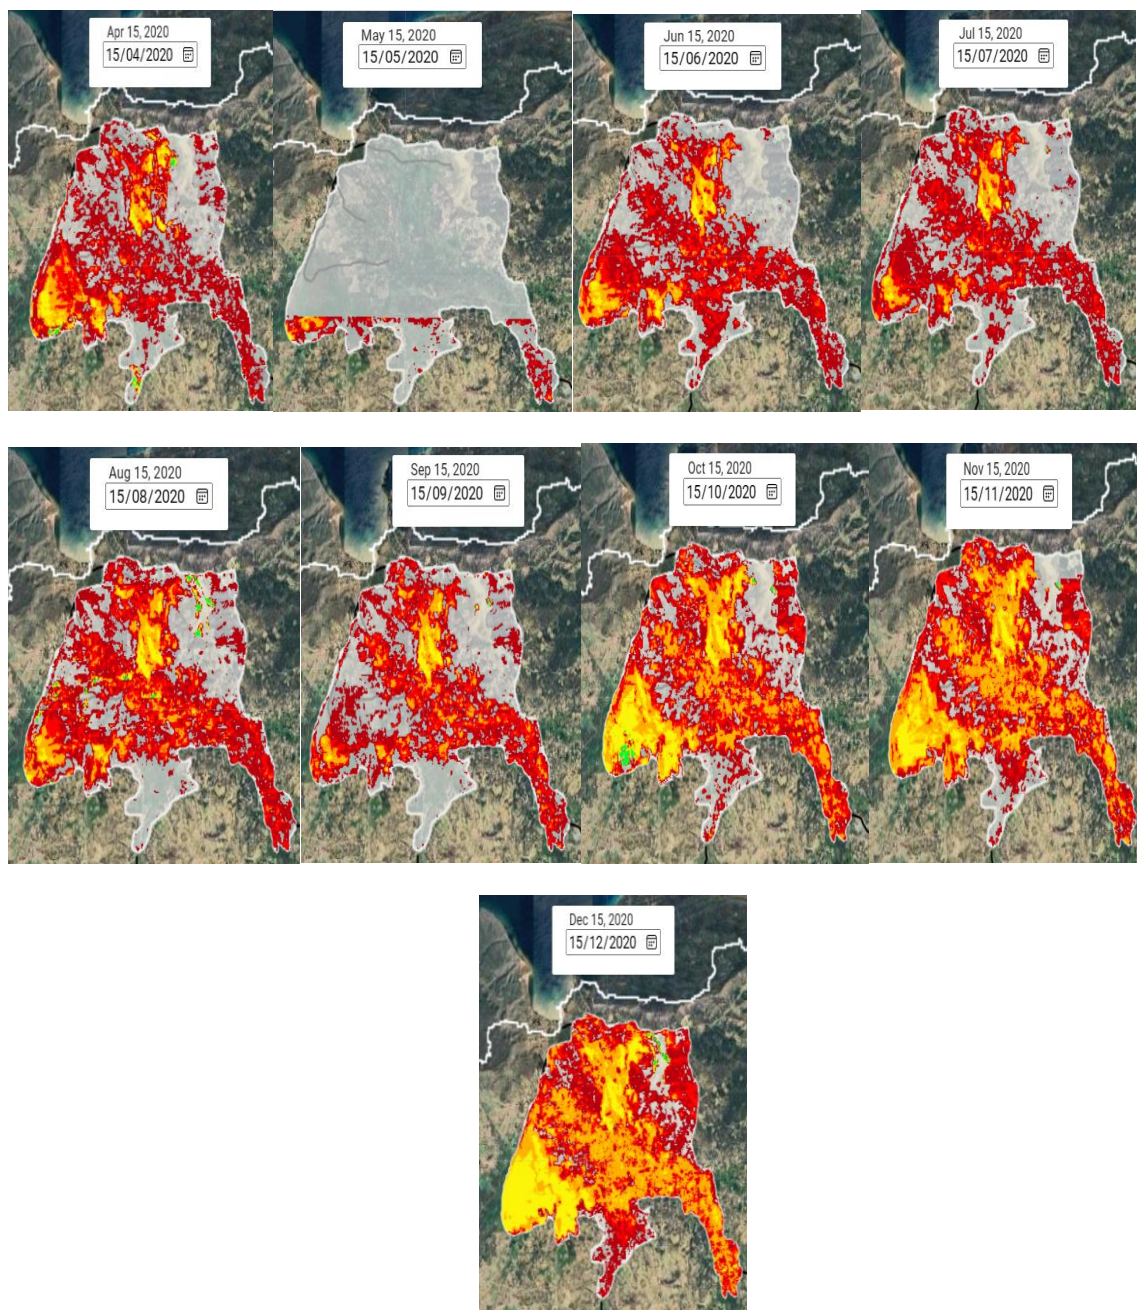 Apr 15, 2020
15/04/2020
May 15, 2020
15/05/2020
Jun 15, 2020
15/06/2020
Jul 15, 2020
15/07/2020
Aug 15, 2020
15/08/2020
Sep 15, 2020
15/09/2020
Oct 15, 2020
15/10/2020
Nov 15, 2020
15/11/2020
Dec 15, 2020
15/12/2020